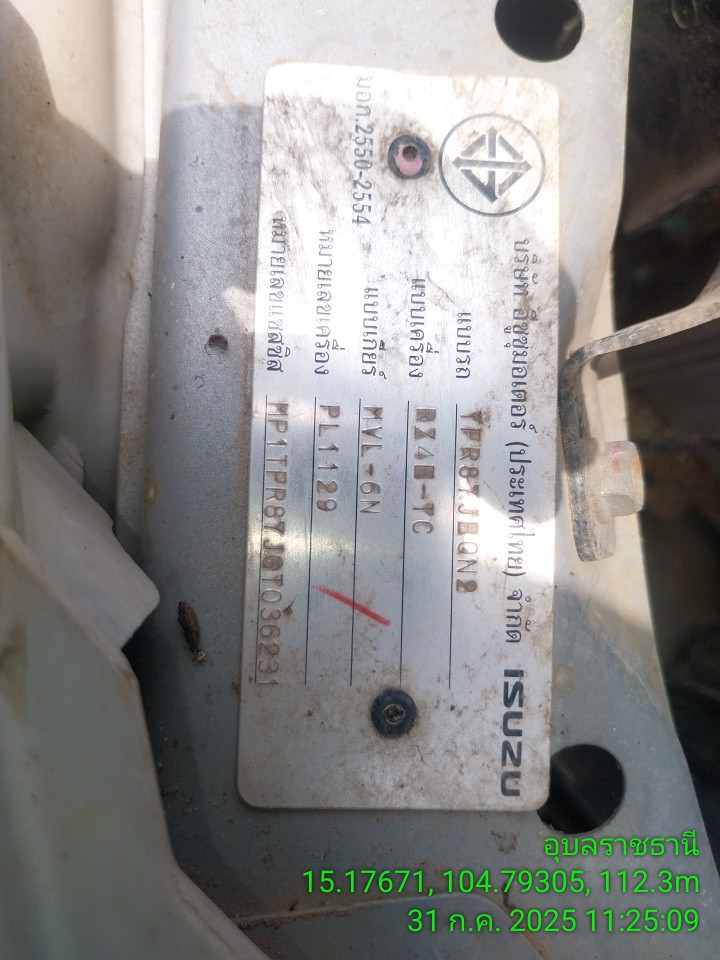 บริษัท อีซูซุมอเตอร์ (ประเทศไทย) จำกัด ISUZU
มอก.2550-2554
แบบรถ TFR87JBQN2
แบบเครื่อง RZ4E-TC
แบบเกียร์ MVL-6N
หมายเลขเครื่อง PL1129
หมายเลขแชสซิส MP1TFR87JGT036231
อุบลราชธานี
15.17671, 104.79305, 112.3m
31 ก.ค. 2025 11:25:09